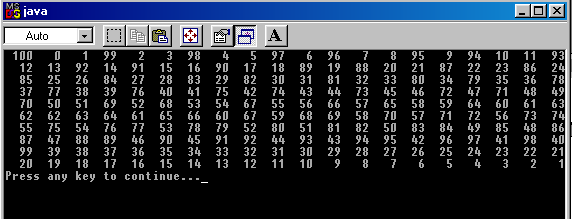 MS DOS java
Auto A
100 0 1 99 2 3 98 4 5 97 6 96 7 8 95 9 94 10 11 93
12 13 92 14 91 15 16 90 17 18 89 19 88 20 21 87 22 23 86 24
85 25 26 84 27 28 83 29 82 30 31 81 32 33 80 34 79 35 36 78
37 77 38 39 76 40 41 75 42 74 43 44 73 45 46 72 47 71 48 49
70 50 51 69 52 68 53 54 67 55 56 66 57 65 58 59 64 60 61 63
62 62 63 64 61 65 66 60 67 68 59 69 58 70 57 71 72 56 73 74
55 75 54 76 77 53 78 79 52 80 51 81 82 50 83 84 49 85 48 86
87 47 88 89 46 90 45 91 92 44 93 43 94 95 42 96 97 41 98 40
99 39 38 37 36 35 34 33 32 31 30 29 28 27 26 25 24 23 22 21
20 19 18 17 16 15 14 13 12 11 10 9 8 7 6 5 4 3 2 1
Press any key to continue..._